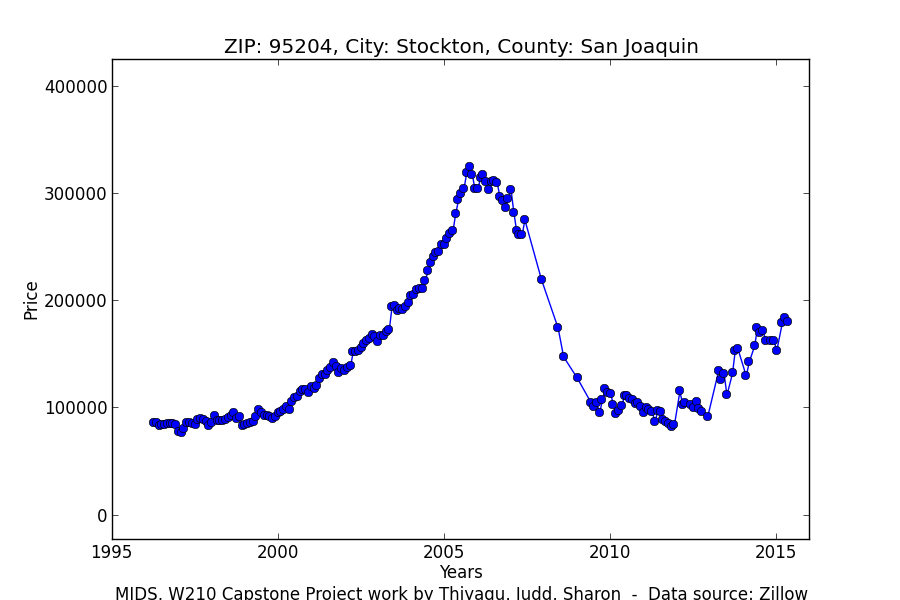 ZIP: 95204, City: Stockton, County: San Joaquin
400000
300000
200000
100000
0
Price
1995 2000 2005 2010 2015
Years
MIDS, W210 Capstone Project work by Thiyagu, Judd, Sharon - Data source: Zillow